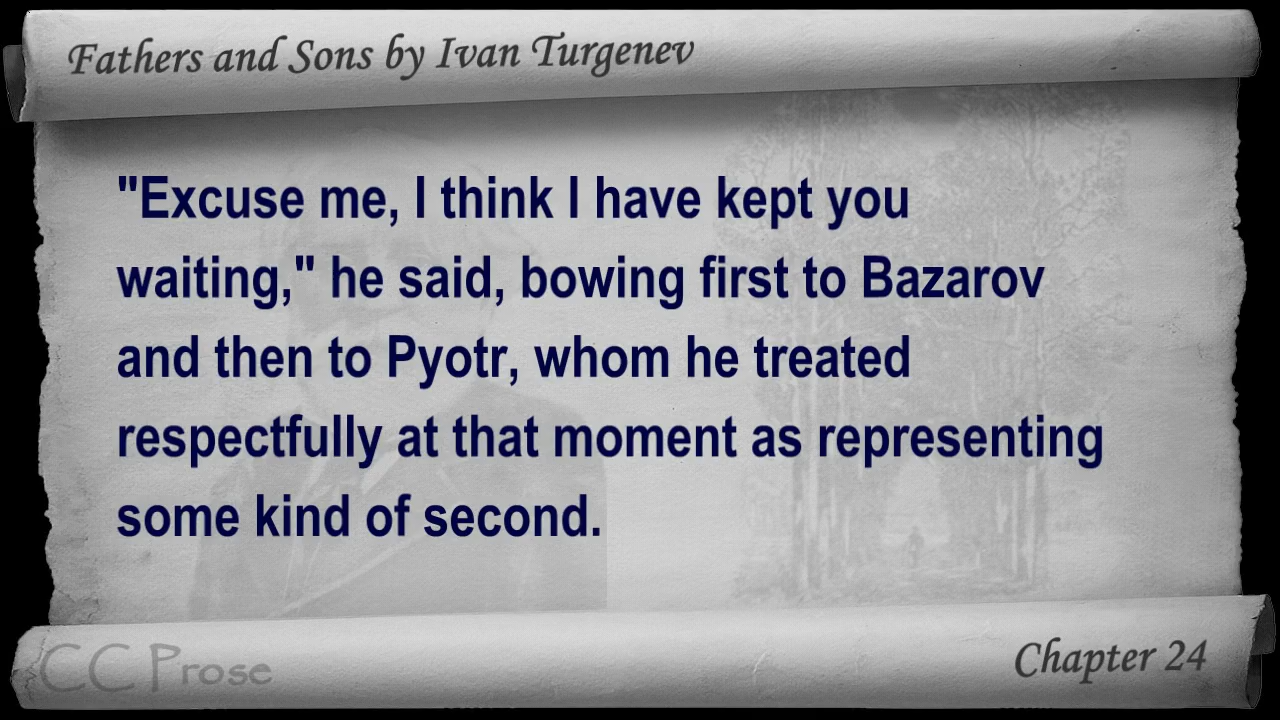 Fathers and Sons by Ivan Turgenev
"Excuse me, I think I have kept you
waiting," he said, bowing first to Bazarov
and then to Pyotr, whom he treated
respectfully at that moment as representing
some kind of second.
CC Prose
Chapter 24